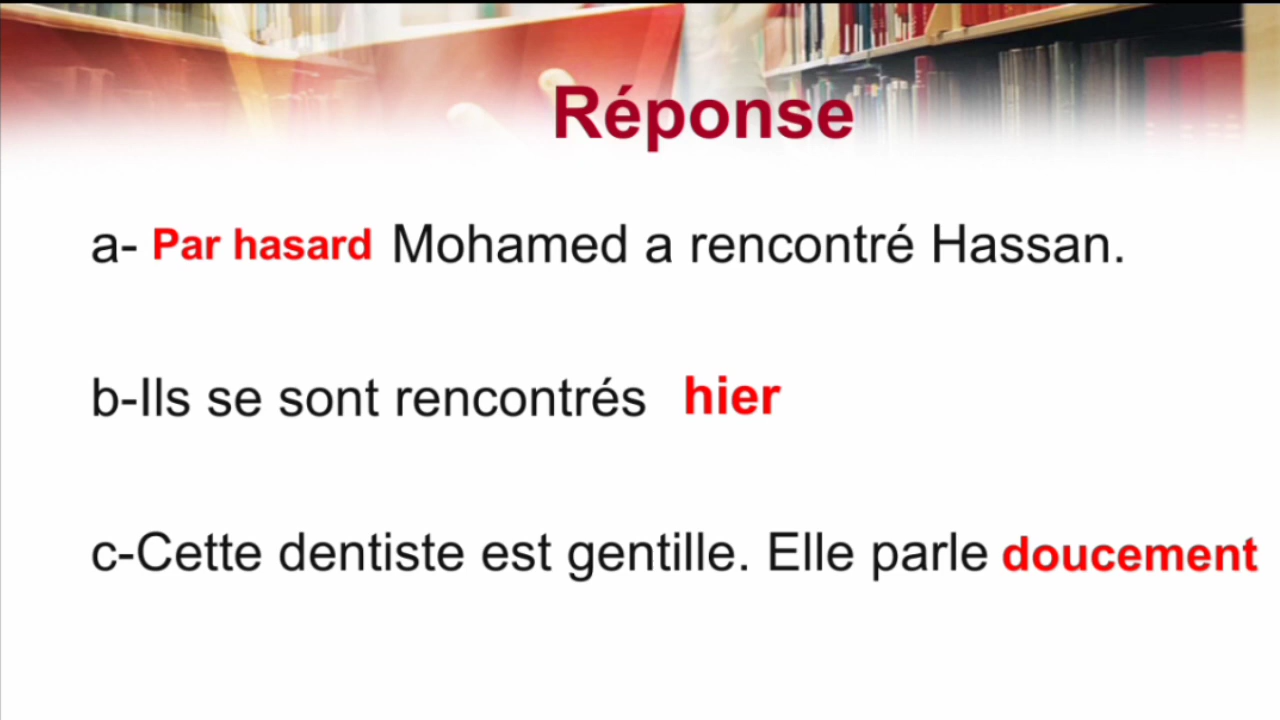 Réponse
a- Par hasard Mohamed a rencontré Hassan.
b-Ils se sont rencontrés hier
c-Cette dentiste est gentille. Elle parle doucement